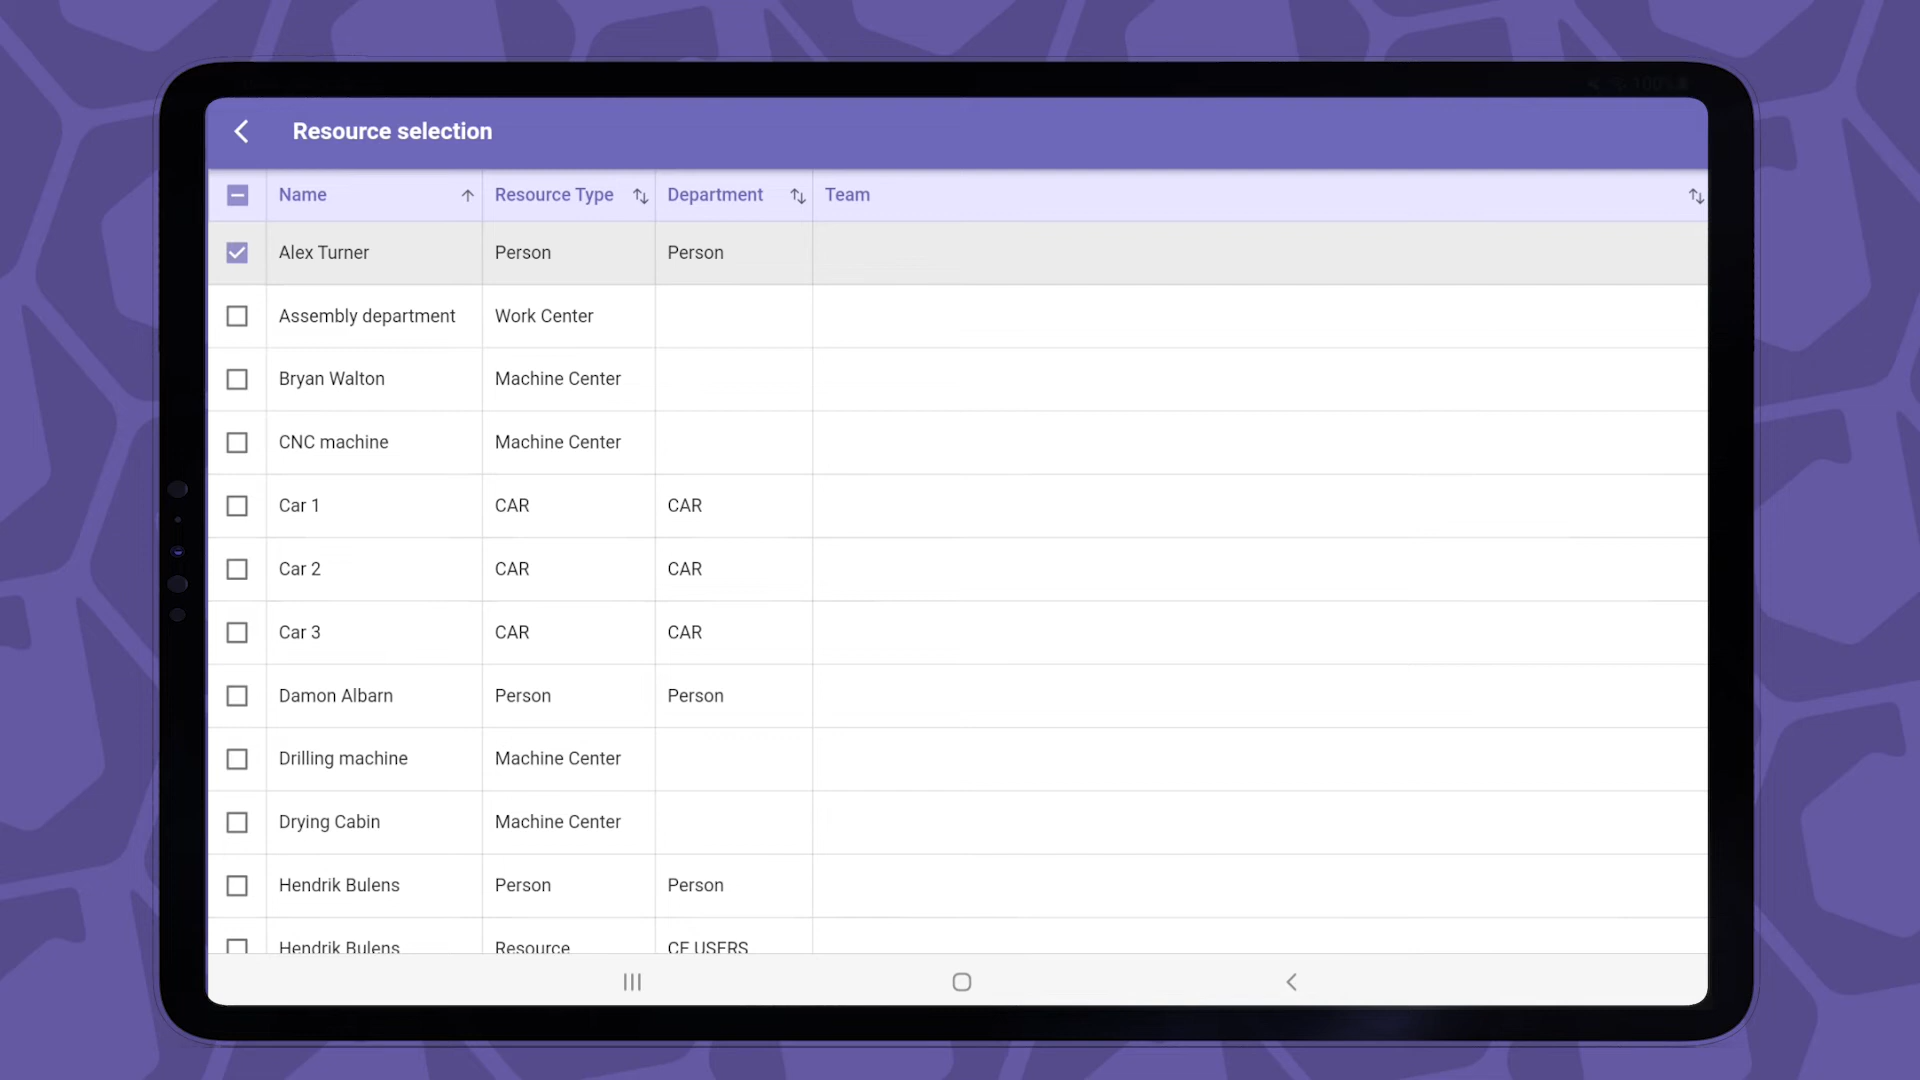 100%
Resource selection
Name Resource Type Department Team
Alex Turner Person Person
Assembly department Work Center
Bryan Walton Machine Center
CNC machine Machine Center
Car 1 CAR CAR
Car 2 CAR CAR
Car 3 CAR CAR
Damon Albarn Person Person
Drilling machine Machine Center
Drying Cabin Machine Center
Hendrik Bulens Person Person
Hendrik Bulens Resource CE USERS